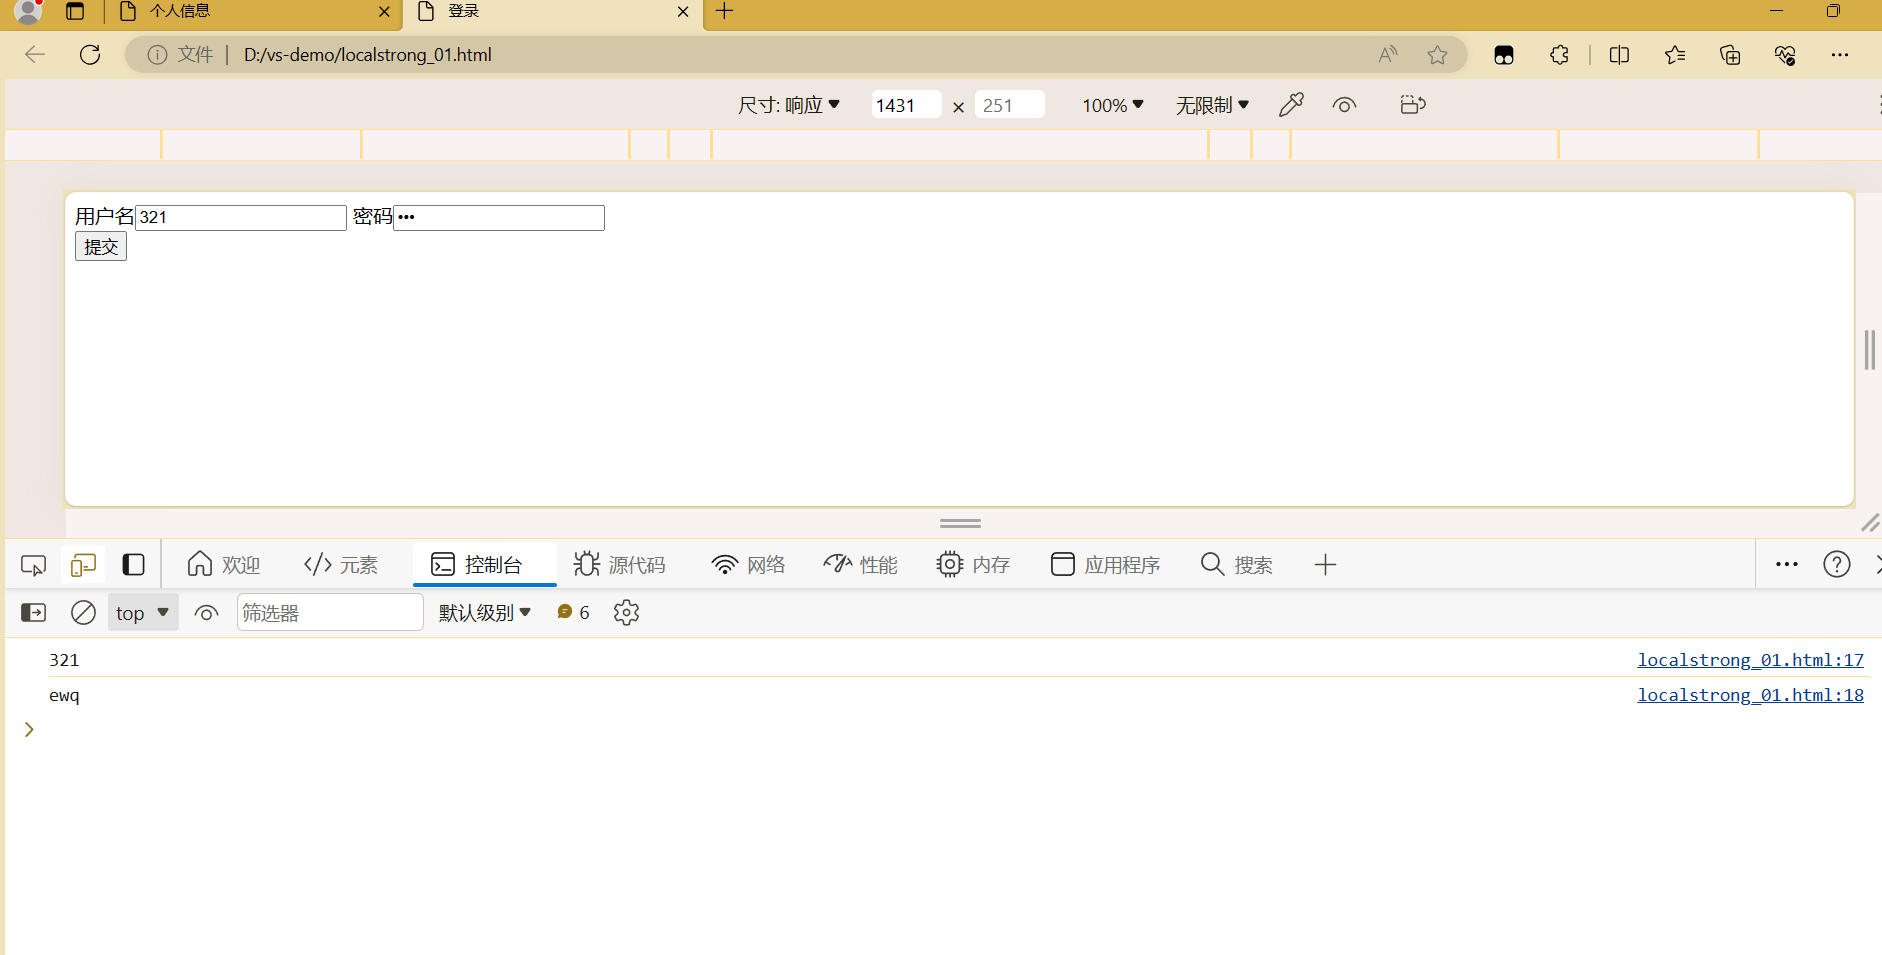 个人信息 登录
文件 D:/vs-demo/localstrong_01.html
尺寸: 响应 1431 × 251 100% 无限制
用户名 321 密码 •••
提交
欢迎 元素 控制台 源代码 网络 性能 内存 应用程序 搜索
top 筛选器 默认级别 6
321 localstrong_01.html:17
ewq localstrong_01.html:18